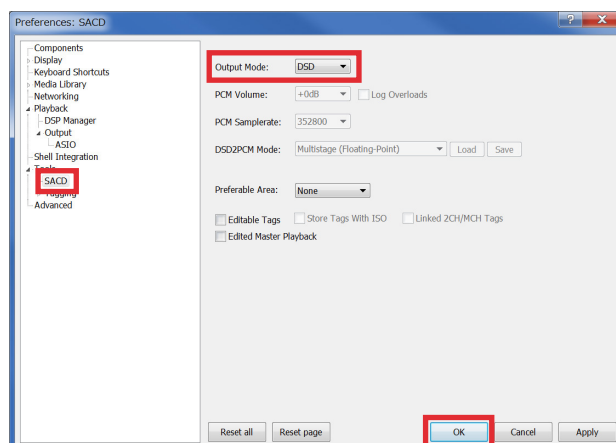 Preferences: SACD
Components
Display
Keyboard Shortcuts
Media Library
Networking
Playback
DSP Manager
Output
ASIO
Shell Integration
Tools
SACD
Tagging
Advanced
Output Mode: DSD
PCM Volume: +0dB Log Overloads
PCM Samplerate: 352800
DSD2PCM Mode: Multistage (Floating-Point) Load Save
Preferable Area: None
Editable Tags Store Tags With ISO Linked 2CH/MCH Tags
Edited Master Playback
Reset all Reset page OK Cancel Apply